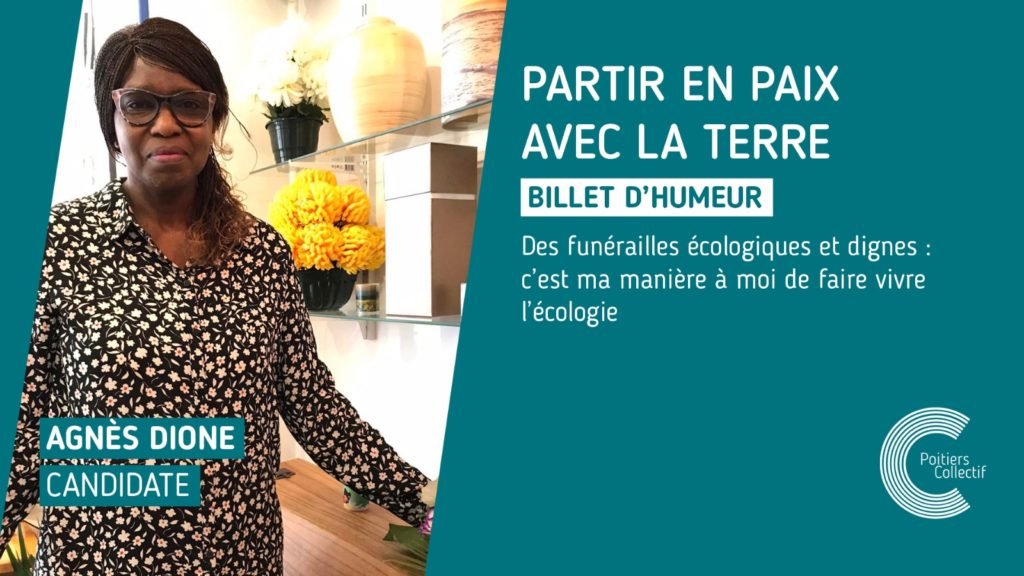 PARTIR EN PAIX
AVEC LA TERRE
BILLET D'HUMEUR
Des funérailles écologiques et dignes :
c'est ma manière à moi de faire vivre
l'écologie
AGNÈS DIONE
CANDIDATE
Poitiers
Collectif